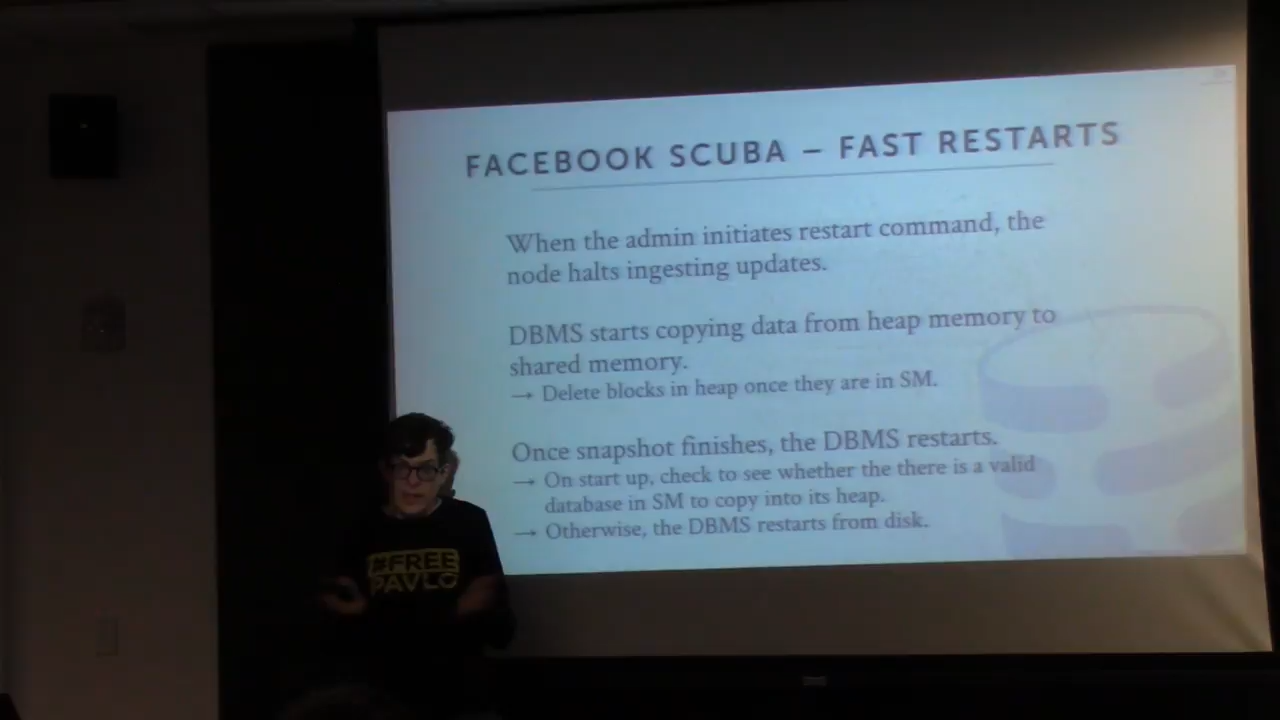 FACEBOOK SCUBA – FAST RESTARTS
When the admin initiates restart command, the
node halts ingesting updates.
DBMS starts copying data from heap memory to
shared memory.
→ Delete blocks in heap once they are in SM.
Once snapshot finishes, the DBMS restarts.
→ On start up, check to see whether the there is a valid
database in SM to copy into its heap.
→ Otherwise, the DBMS restarts from disk.
#FREE
PAVLO